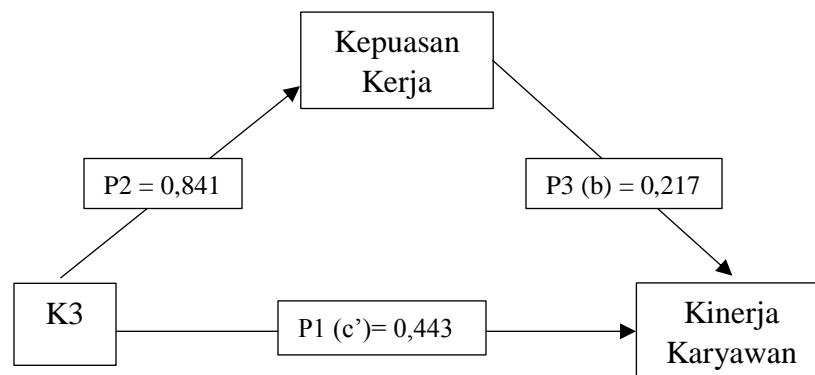 Kepuasan
Kerja
P2 = 0,841
P3 (b) = 0,217
K3
P1 (c’)= 0,443
Kinerja
Karyawan